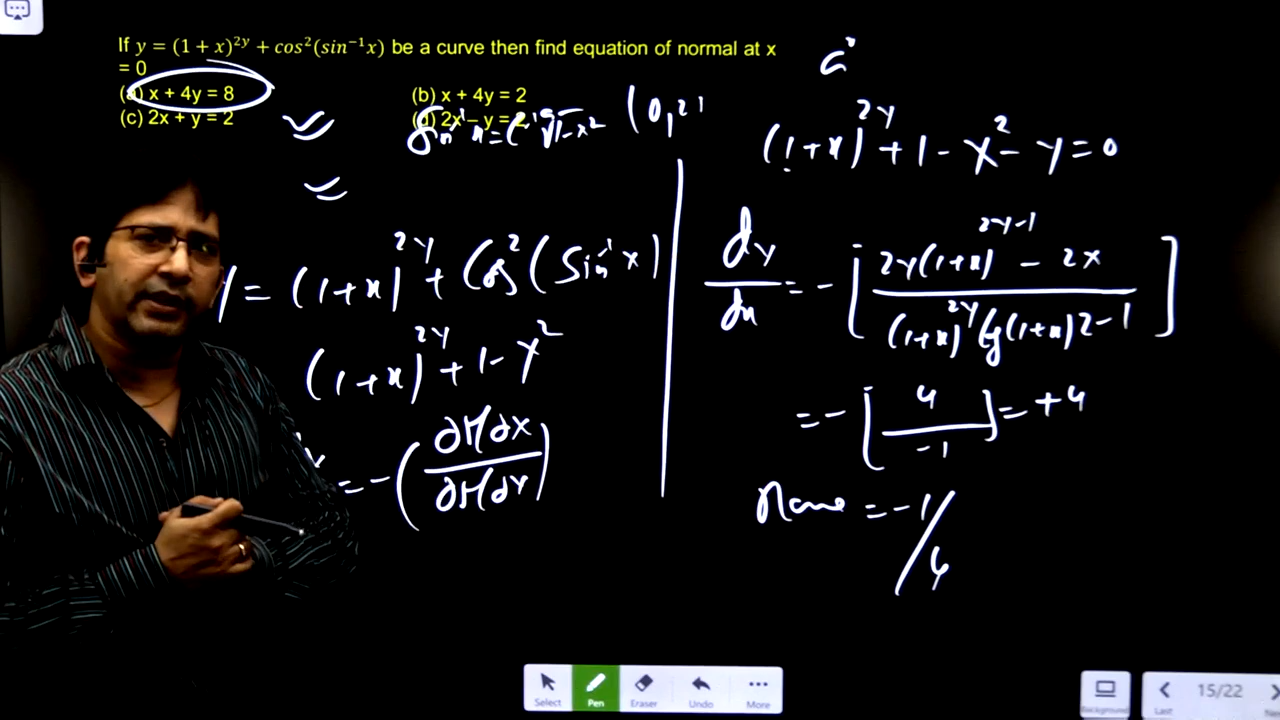 If y = (1 + x)^{2y} + cos²(sin⁻¹x) be a curve then find equation of normal at x
= 0
(a) x + 4y = 8
(b) x + 4y = 2
(c) 2x + y = 2
(d) 2x – y = 2
(0,2)
(1+x)^{2y} + 1 - x² - y = 0
y = (1+x)^{2y} + Cos²(Sin⁻¹x)
(1+x)^{2y} + 1 - x²
= -(∂f/∂x / ∂f/∂y)
dy/dx = -[2y(1+x)^{2y-1} - 2x / (1+x)^{2y} log(1+x)2 - 1]
= -[4/-1] = +4
= -1/4
Select
Pen
Eraser
Undo
More
Background
Last
15/22